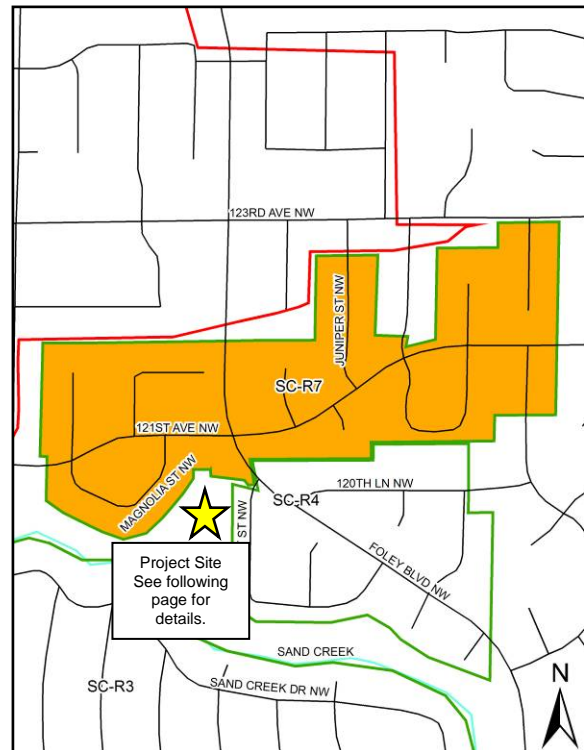 123RD AVE NW
JUNIPER ST NW
SC-R7
121ST AVE NW
MAGNOLIA ST NW
120TH LN NW
SC-R4
ST NW
FOLEY BLVD NW
Project Site
See following
page for
details.
SAND CREEK
N
SC-R3
SAND CREEK DR NW